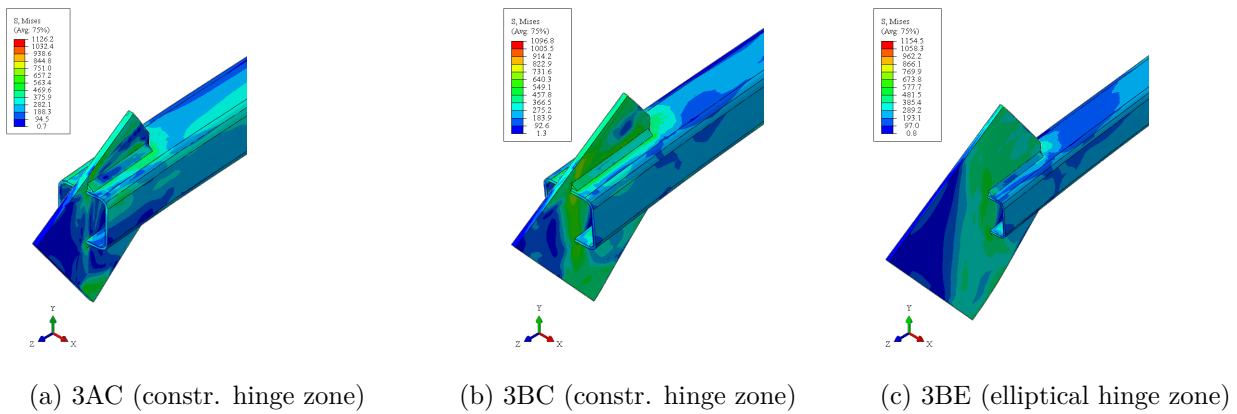 S, Mises
(Avg: 75%)
1126.2
1032.4
938.6
844.8
751.0
657.2
563.4
469.6
375.9
282.1
188.3
94.5
0.7
Y
Z
X
(a) 3AC (constr. hinge zone)
S, Mises
(Avg: 75%)
1096.8
1005.5
914.2
822.9
731.6
640.3
549.1
457.8
366.5
275.2
183.9
92.6
1.3
Y
Z
X
(b) 3BC (constr. hinge zone)
S, Mises
(Avg: 75%)
1154.5
1058.3
962.2
866.1
769.9
673.8
577.7
481.5
385.4
289.2
193.1
97.0
0.8
Y
Z
X
(c) 3BE (elliptical hinge zone)